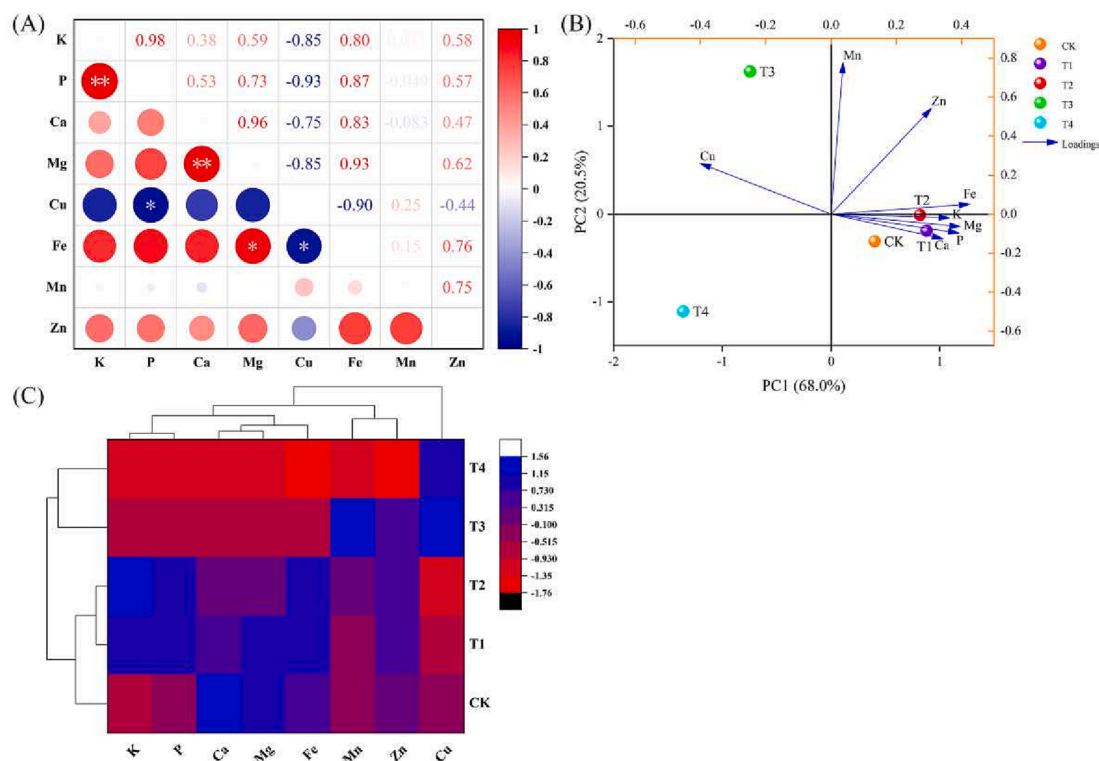 (A)
K 0.98 0.38 0.59 -0.85 0.80 0.58 1
P ** 0.53 0.73 -0.93 0.87 -0.049 0.57 0.8
Ca 0.96 -0.75 0.83 -0.083 0.47 0.6
0.4
Mg ** -0.85 0.93 0.62 0.2
Cu * -0.90 0.25 -0.44 0
-0.2
Fe * * 0.15 0.76 -0.4
Mn 0.75 -0.6
Zn -0.8
-1
K P Ca Mg Cu Fe Mn Zn
(B)
-0.6 -0.4 -0.2 0.0 0.2 0.4
2 1 0 -1
PC2 (20.5%)
0.8 0.6 0.4 0.2 0.0 -0.2 -0.4 -0.6
T3
Mn
Zn
Cu
Fe
T2
K
Mg
CK T1 Ca P
T4
-2 -1 0 1
PC1 (68.0%)
CK
T1
T2
T3
T4
Loadings
(C)
T4
T3
T2
T1
CK
K P Ca Mg Fe Mn Zn Cu
1.56
1.15
0.730
0.315
-0.100
-0.515
-0.930
-1.35
-1.76